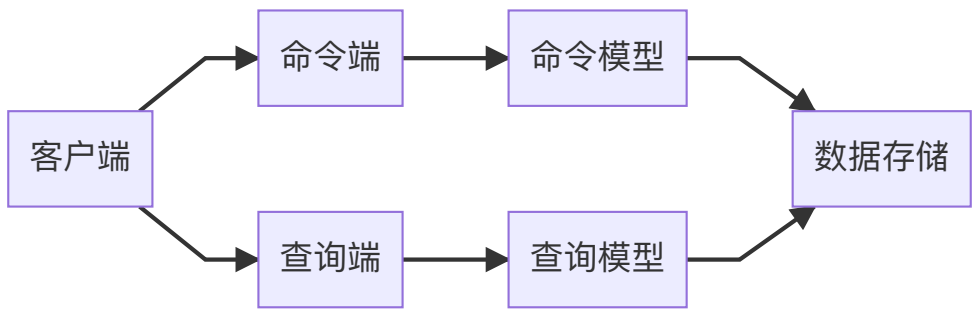 客户端
命令端
命令模型
查询端
查询模型
数据存储